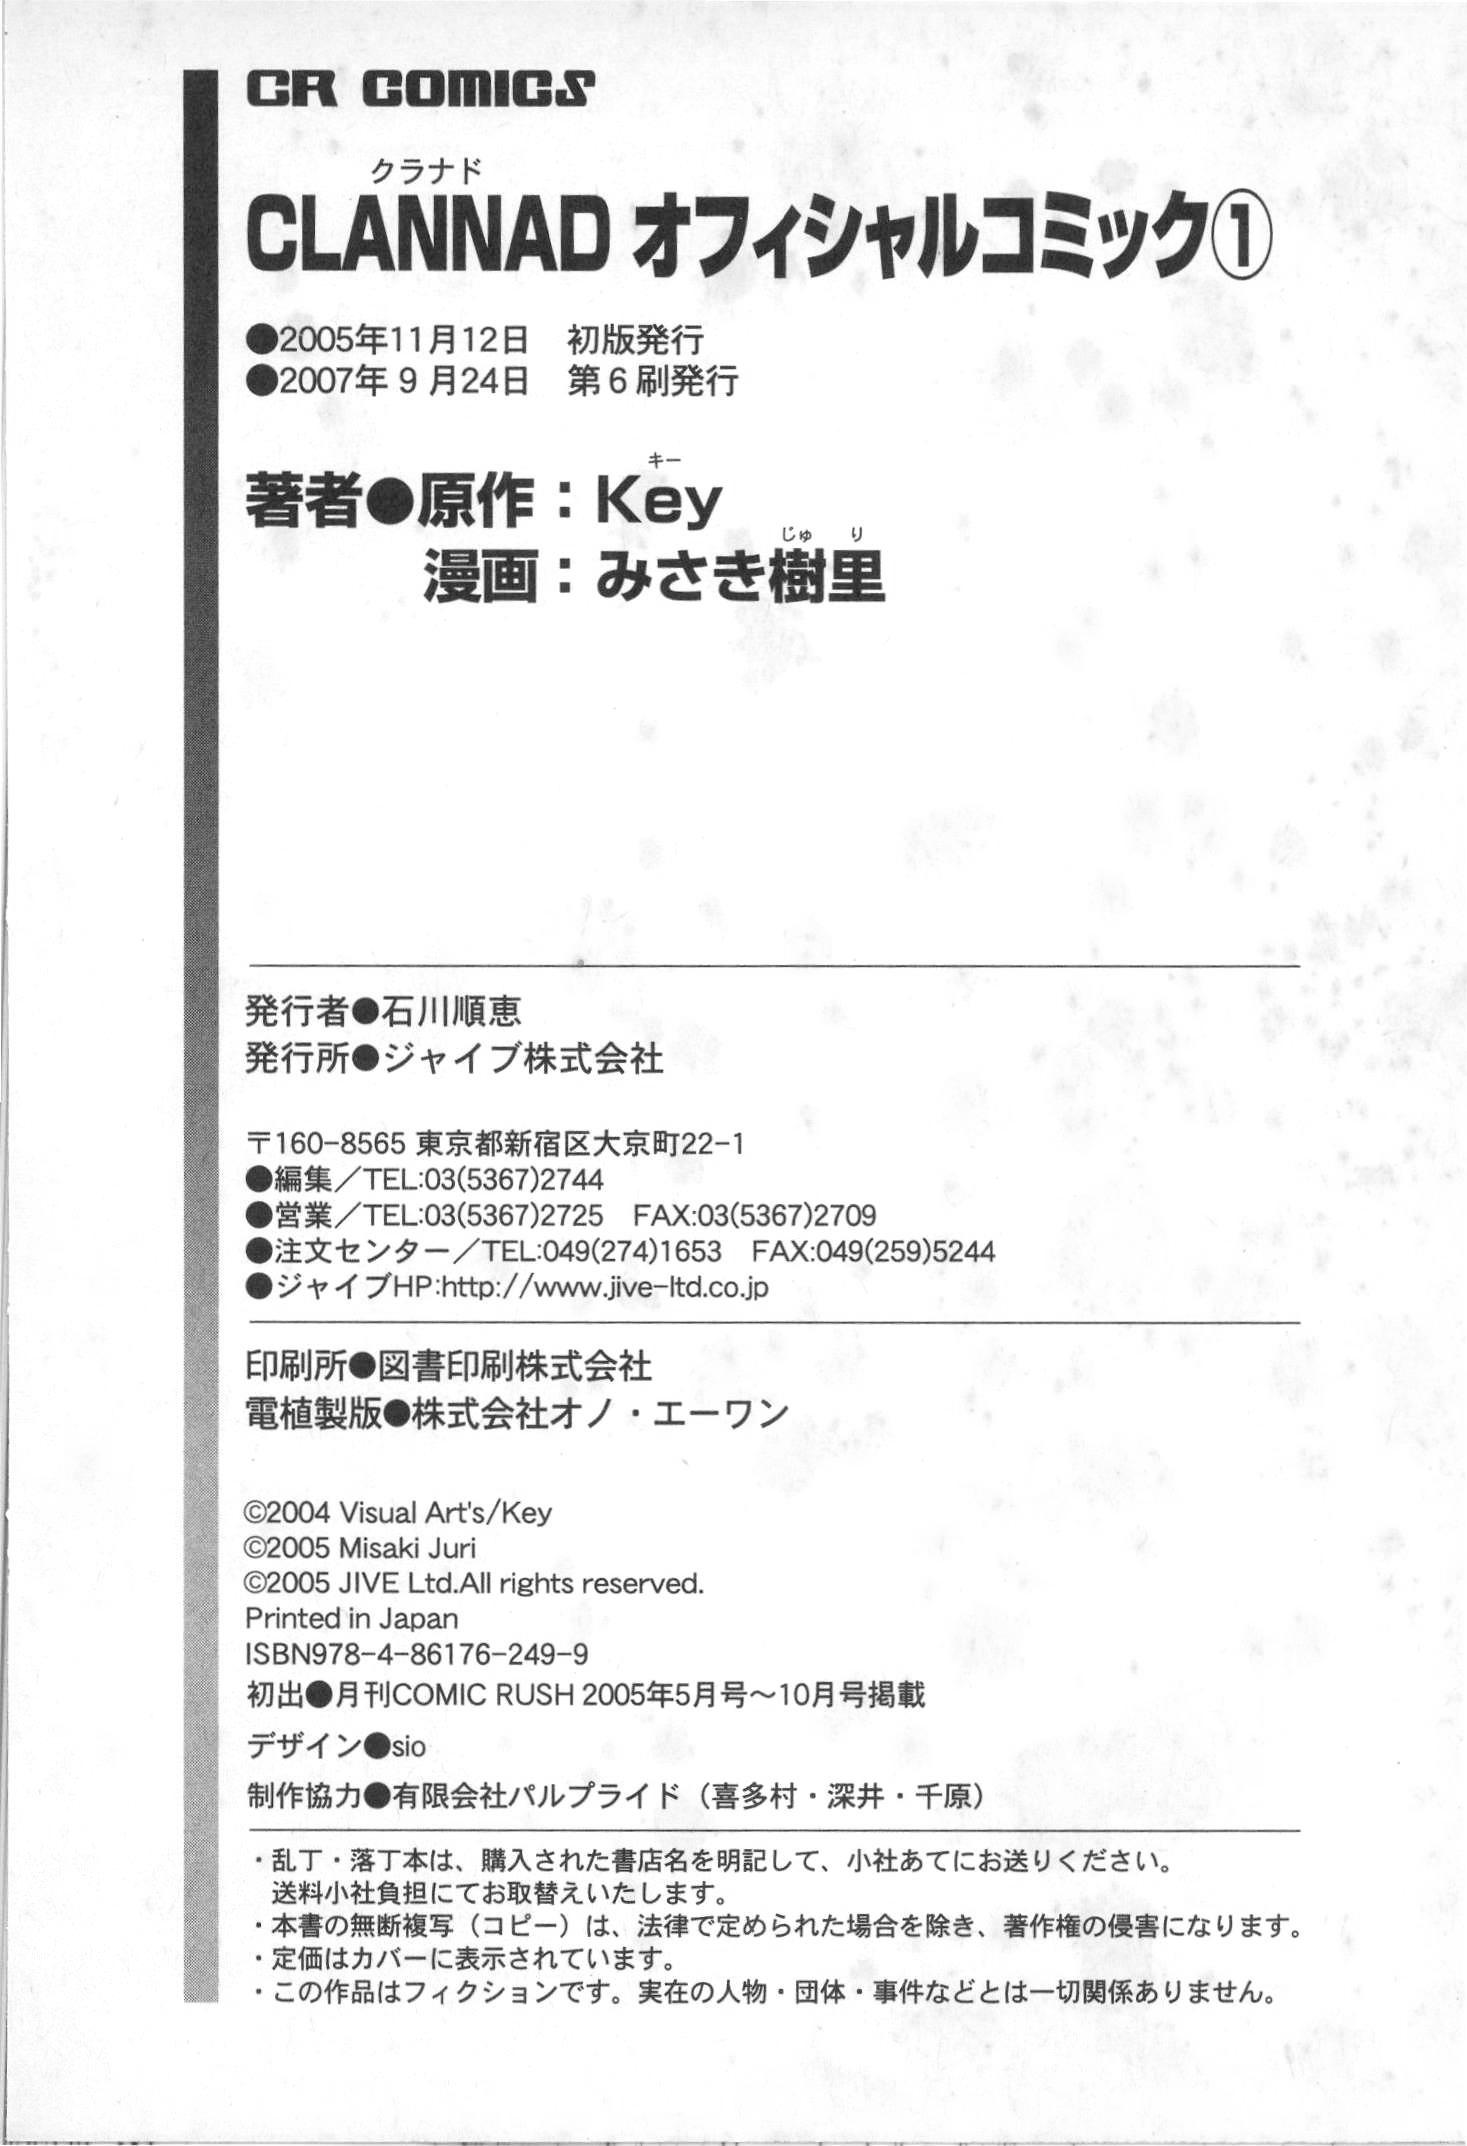 CR COMICS
クラナド
CLANNAD オフィシャルコミック①
●2005年11月12日　初版発行
●2007年 9 月24日　第6刷発行
キー
著者●原作：Key
じゅ り
漫画：みさき樹里
発行者●石川順恵
発行所●ジャイブ株式会社
〒160-8565 東京都新宿区大京町22-1
●編集／TEL:03(5367)2744
●営業／TEL:03(5367)2725　FAX:03(5367)2709
●注文センター／TEL:049(274)1653　FAX:049(259)5244
●ジャイブHP:http://www.jive-ltd.co.jp
印刷所●図書印刷株式会社
電植製版●株式会社オノ・エーワン
©2004 Visual Art's/Key
©2005 Misaki Juri
©2005 JIVE Ltd.All rights reserved.
Printed in Japan
ISBN978-4-86176-249-9
初出●月刊COMIC RUSH 2005年5月号～10月号掲載
デザイン●sio
制作協力●有限会社パルプライド（喜多村・深井・千原）
・乱丁・落丁本は、購入された書店名を明記して、小社あてにお送りください。
送料小社負担にてお取替えいたします。
・本書の無断複写（コピー）は、法律で定められた場合を除き、著作権の侵害になります。
・定価はカバーに表示されています。
・この作品はフィクションです。実在の人物・団体・事件などとは一切関係ありません。